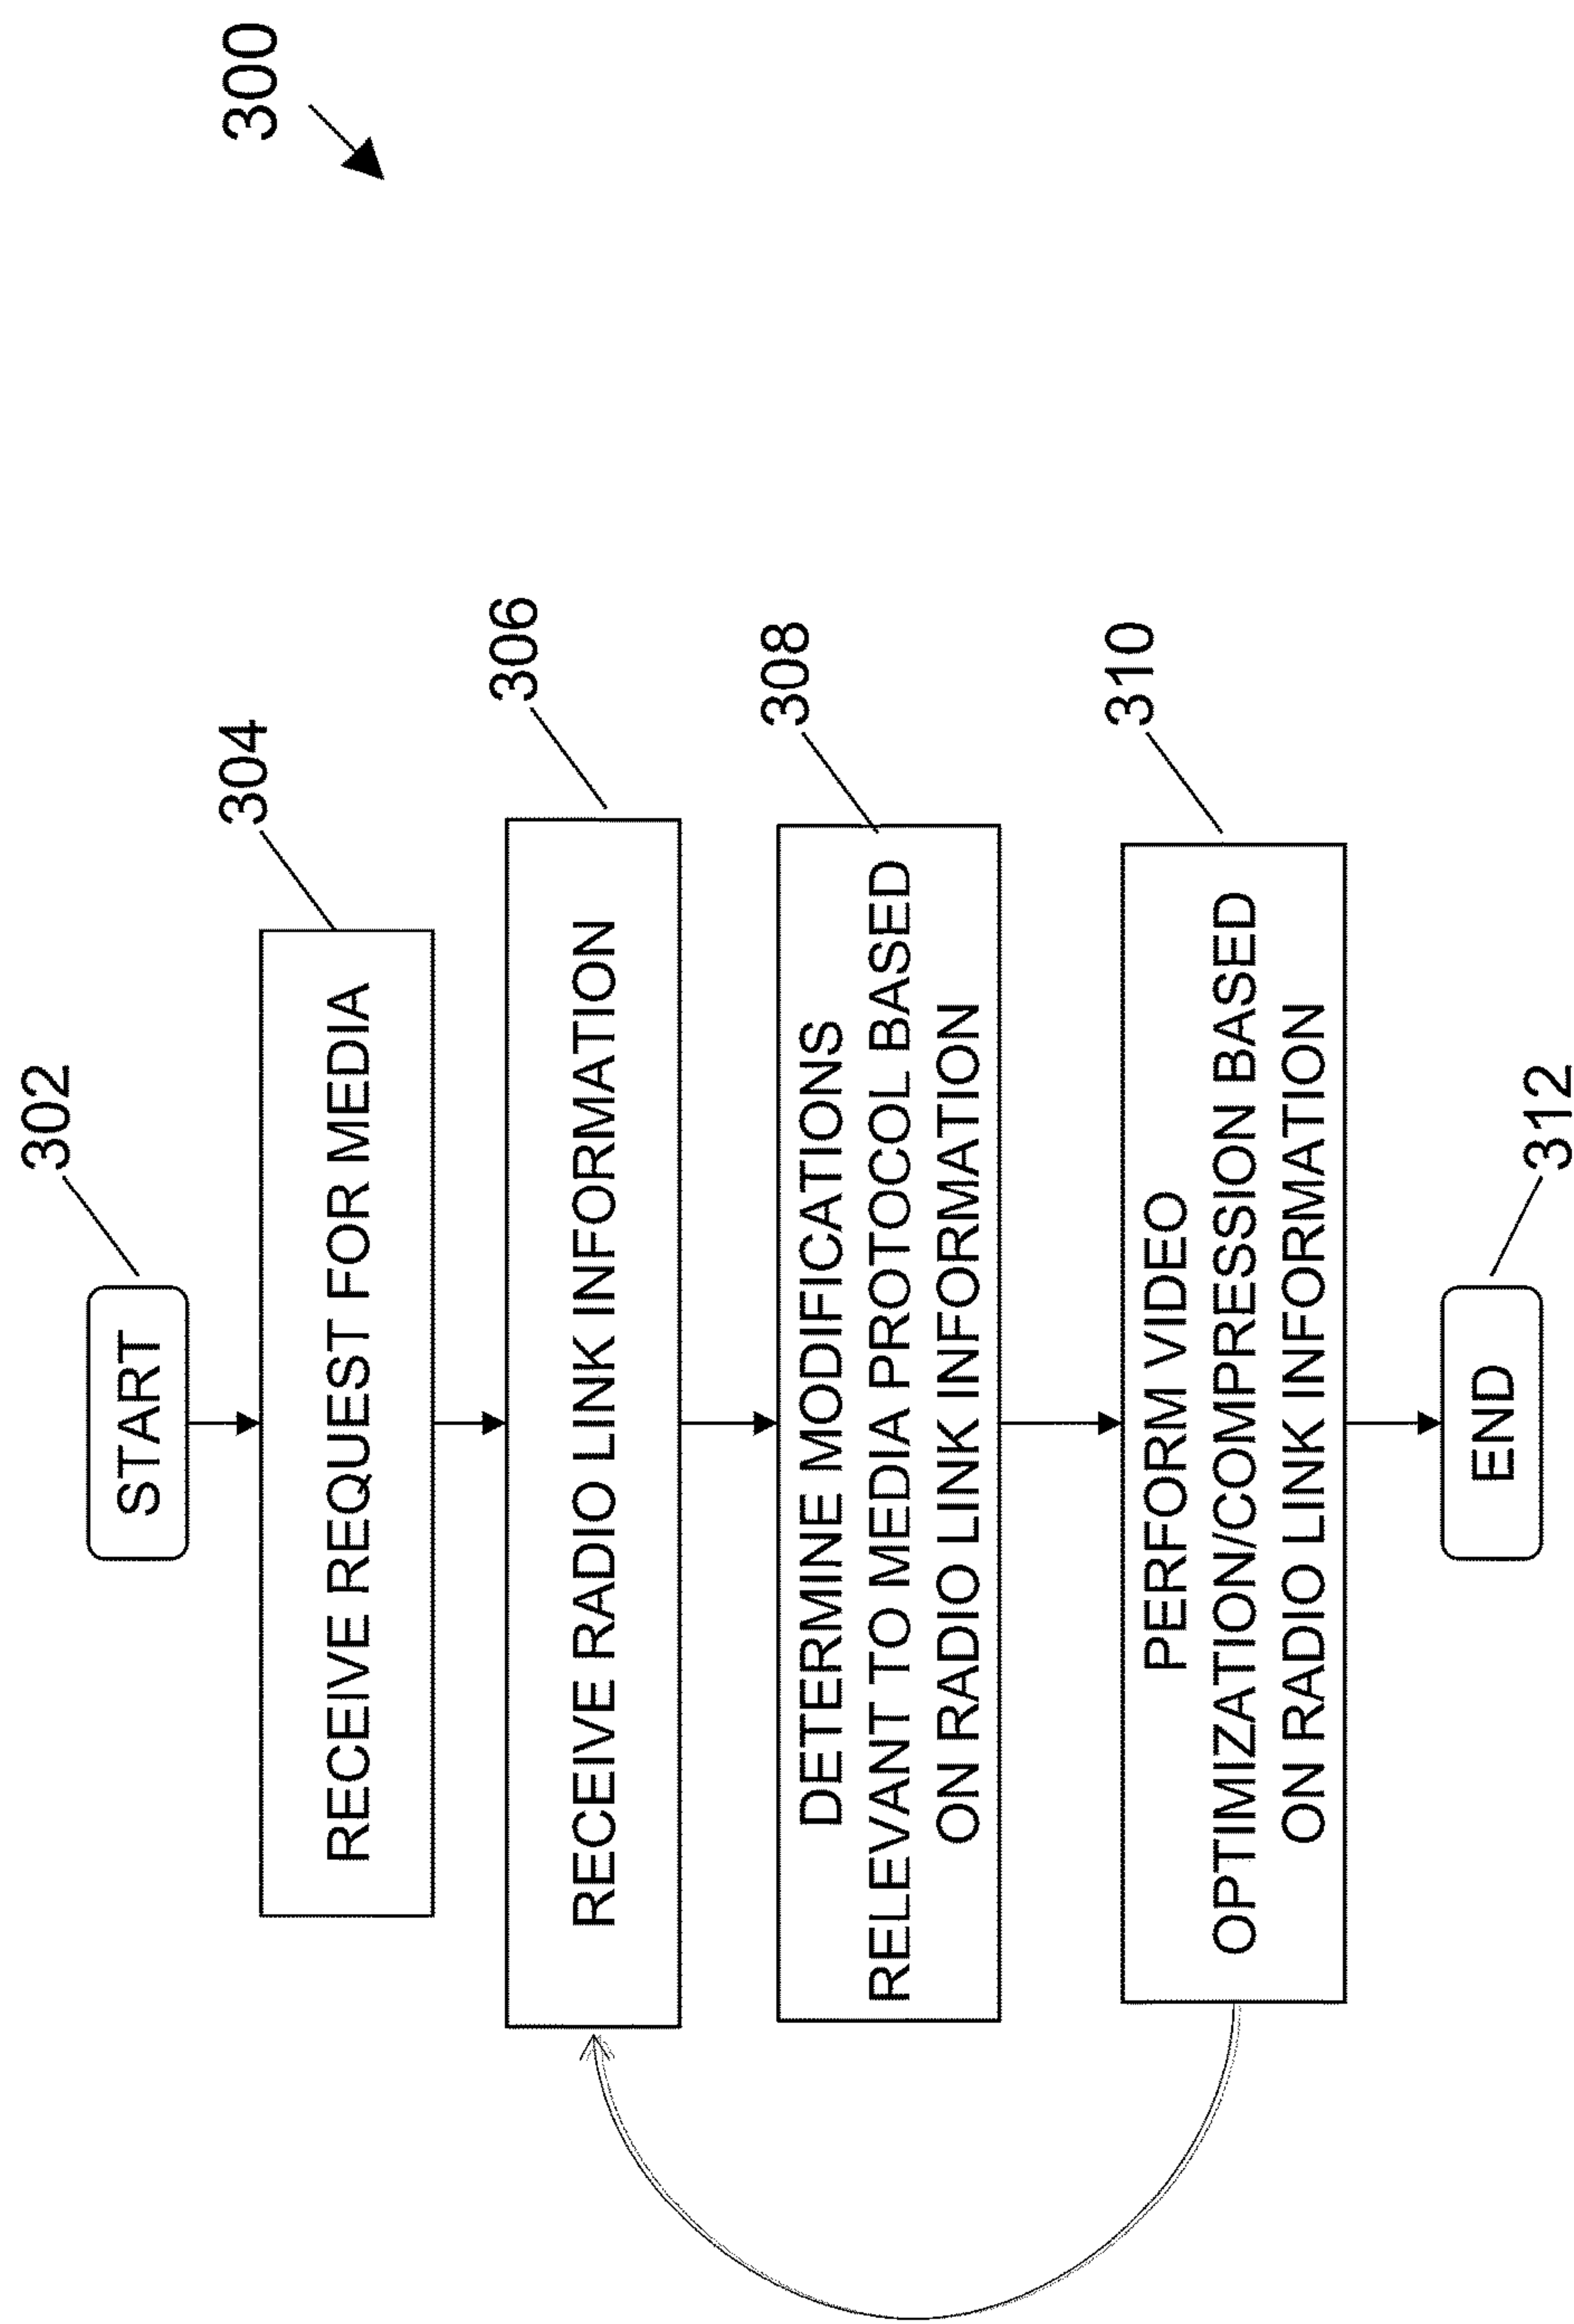 300
302
START
304
RECEIVE REQUEST FOR MEDIA
306
RECEIVE RADIO LINK INFORMATION
308
DETERMINE MODIFICATIONS
RELEVANT TO MEDIA PROTOCOL BASED
ON RADIO LINK INFORMATION
310
PERFORM VIDEO
OPTIMIZATION/COMPRESSION BASED
ON RADIO LINK INFORMATION
312
END